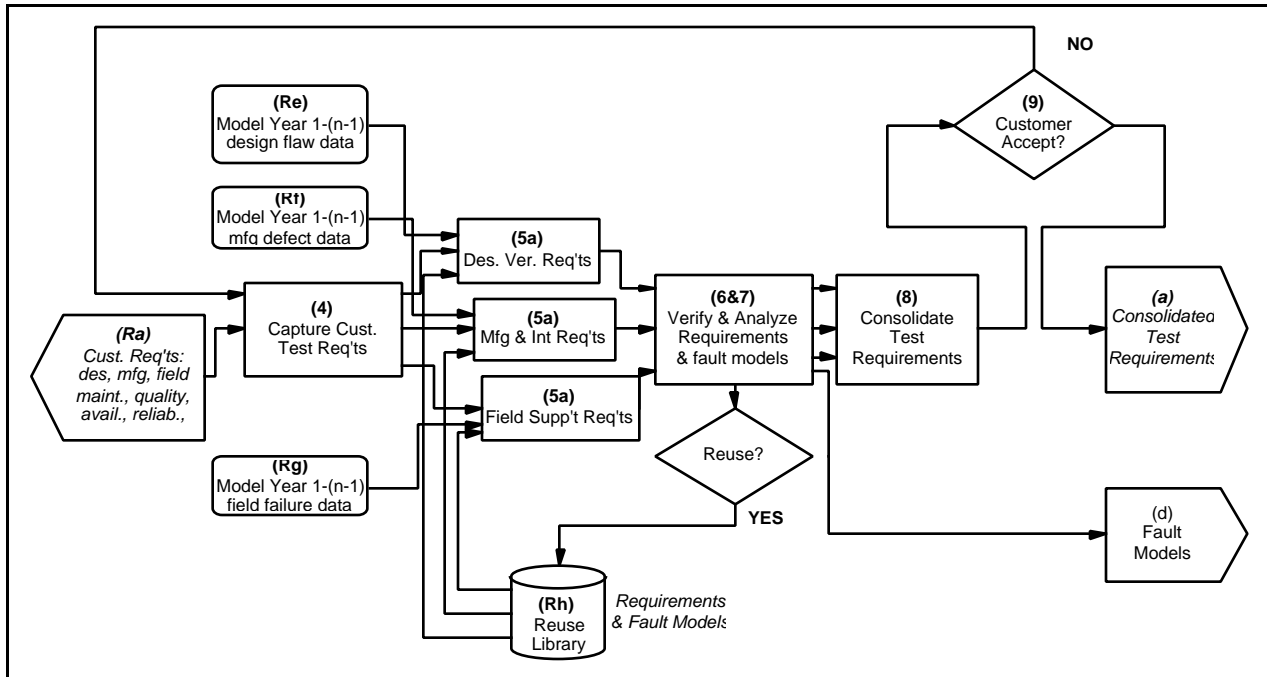 NO
(9)
Customer
Accept?
(Re)
Model Year 1-(n-1)
design flaw data
(Rf)
Model Year 1-(n-1)
mfg defect data
(5a)
Des. Ver. Req'ts
(4)
Capture Cust.
Test Req'ts
(5a)
Mfg & Int Req'ts
(6&7)
Verify & Analyze
Requirements
& fault models
(8)
Consolidate
Test
Requirements
(a)
Consolidated
Test
Requirements
(Ra)
Cust. Req'ts:
des, mfg, field
maint., quality,
avail., reliab.,
(5a)
Field Supp't Req'ts
(Rg)
Model Year 1-(n-1)
field failure data
Reuse?
YES
(d)
Fault
Models
(Rh)
Reuse
Library
Requirements
& Fault Models